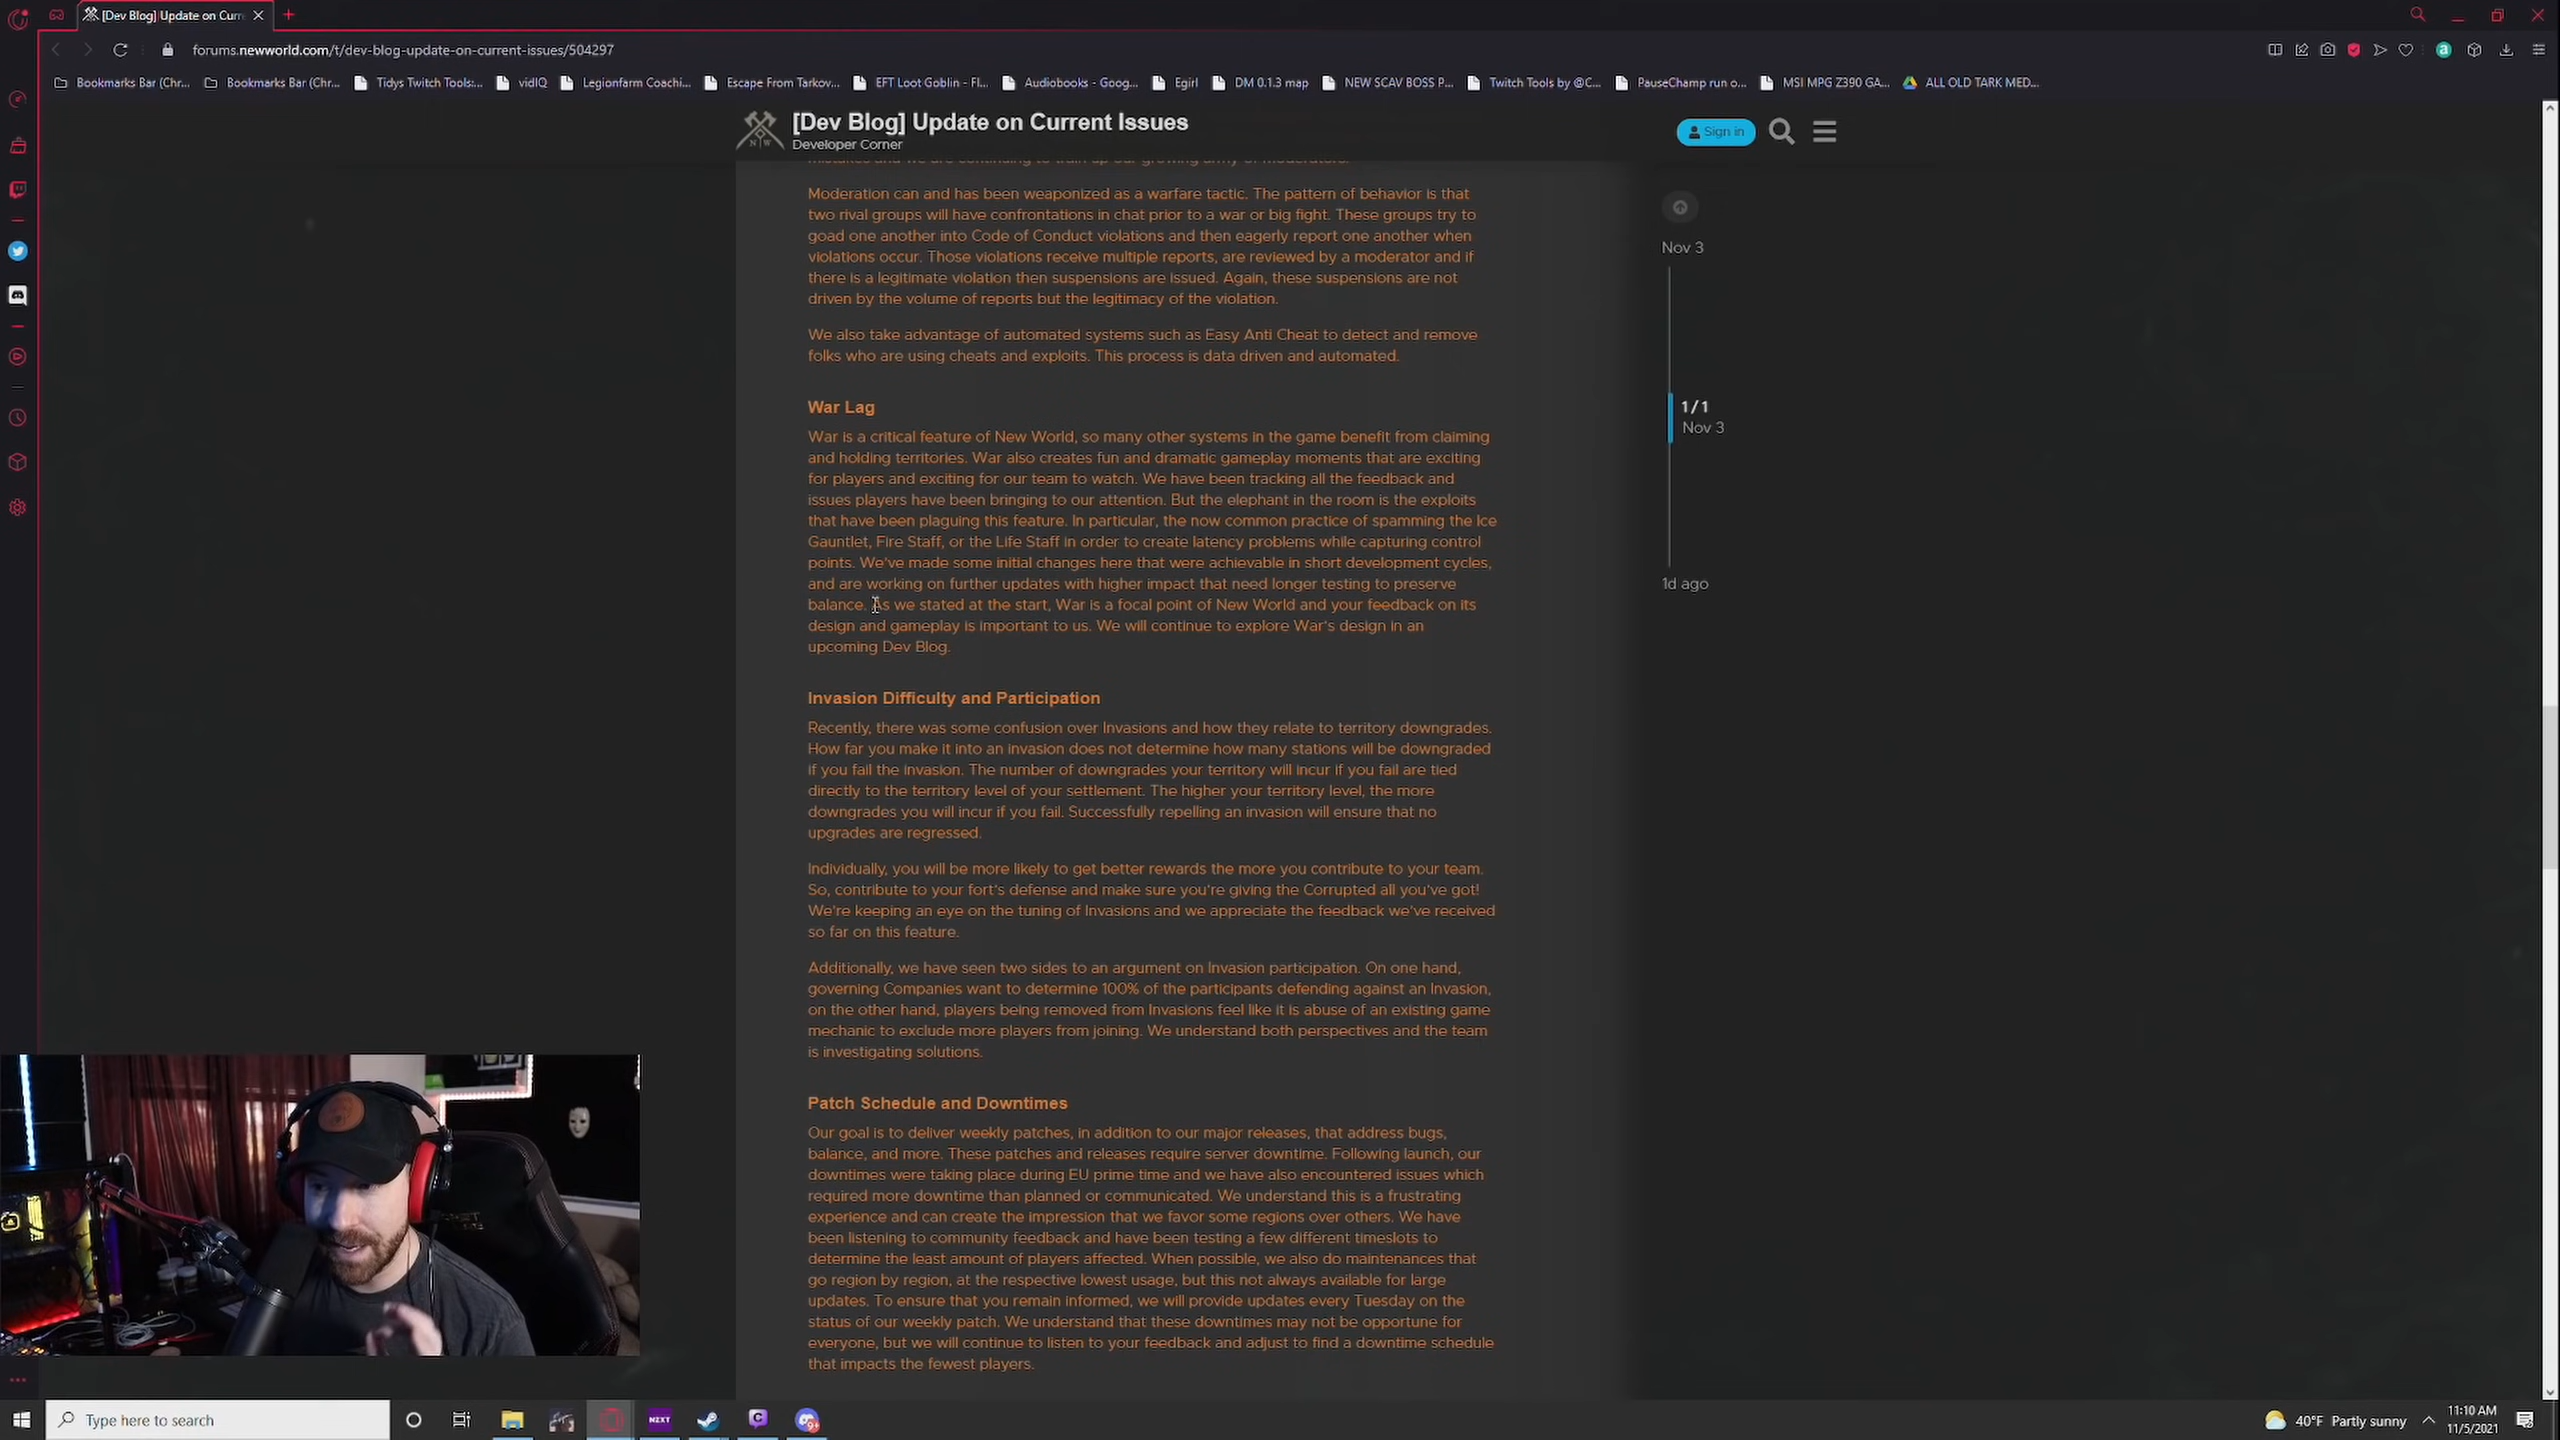 [Dev Blog] Update on Curr
forums.newworld.com/t/dev-blog-update-on-current-issues/504297
Bookmarks Bar (Chr...
Bookmarks Bar (Chr...
Tidys Twitch Tools:...
vidIQ
Legionfarm Coachi...
Escape From Tarkov...
EFT Loot Goblin - Fl...
Audiobooks - Goog...
Egirl
DM 0.1.3 map
NEW SCAV BOSS P...
Twitch Tools by @C...
PauseChamp run o...
MSI MPG Z390 GA...
ALL OLD TARK MED...
[Dev Blog] Update on Current Issues
Developer Corner
Sign in
mistakes and we are continuing to train up our growing army of moderators.
Moderation can and has been weaponized as a warfare tactic. The pattern of behavior is that
two rival groups will have confrontations in chat prior to a war or big fight. These groups try to
goad one another into Code of Conduct violations and then eagerly report one another when
violations occur. Those violations receive multiple reports, are reviewed by a moderator and if
there is a legitimate violation then suspensions are issued. Again, these suspensions are not
driven by the volume of reports but the legitimacy of the violation.
We also take advantage of automated systems such as Easy Anti Cheat to detect and remove
folks who are using cheats and exploits. This process is data driven and automated.
War Lag
War is a critical feature of New World, so many other systems in the game benefit from claiming
and holding territories. War also creates fun and dramatic gameplay moments that are exciting
for players and exciting for our team to watch. We have been tracking all the feedback and
issues players have been bringing to our attention. But the elephant in the room is the exploits
that have been plaguing this feature. In particular, the now common practice of spamming the Ice
Gauntlet, Fire Staff, or the Life Staff in order to create latency problems while capturing control
points. We've made some initial changes here that were achievable in short development cycles,
and are working on further updates with higher impact that need longer testing to preserve
balance. As we stated at the start, War is a focal point of New World and your feedback on its
design and gameplay is important to us. We will continue to explore War's design in an
upcoming Dev Blog.
Invasion Difficulty and Participation
Recently, there was some confusion over Invasions and how they relate to territory downgrades.
How far you make it into an invasion does not determine how many stations will be downgraded
if you fail the invasion. The number of downgrades your territory will incur if you fail are tied
directly to the territory level of your settlement. The higher your territory level, the more
downgrades you will incur if you fail. Successfully repelling an invasion will ensure that no
upgrades are regressed.
Individually, you will be more likely to get better rewards the more you contribute to your team.
So, contribute to your fort's defense and make sure you're giving the Corrupted all you've got!
We're keeping an eye on the tuning of Invasions and we appreciate the feedback we've received
so far on this feature.
Additionally, we have seen two sides to an argument on Invasion participation. On one hand,
governing Companies want to determine 100% of the participants defending against an Invasion,
on the other hand, players being removed from Invasions feel like it is abuse of an existing game
mechanic to exclude more players from joining. We understand both perspectives and the team
is investigating solutions.
Patch Schedule and Downtimes
Our goal is to deliver weekly patches, in addition to our major releases, that address bugs,
balance, and more. These patches and releases require server downtime. Following launch, our
downtimes were taking place during EU prime time and we have also encountered issues which
required more downtime than planned or communicated. We understand this is a frustrating
experience and can create the impression that we favor some regions over others. We have
been listening to community feedback and have been testing a few different timeslots to
determine the least amount of players affected. When possible, we also do maintenances that
go region by region, at the respective lowest usage, but this not always available for large
updates. To ensure that you remain informed, we will provide updates every Tuesday on the
status of our weekly patch. We understand that these downtimes may not be opportune for
everyone, but we will continue to listen to your feedback and adjust to find a downtime schedule
that impacts the fewest players.
Nov 3
1 / 1
Nov 3
1d ago
Type here to search
NEXT
9+
40°F Partly sunny
11:10 AM
11/5/2021